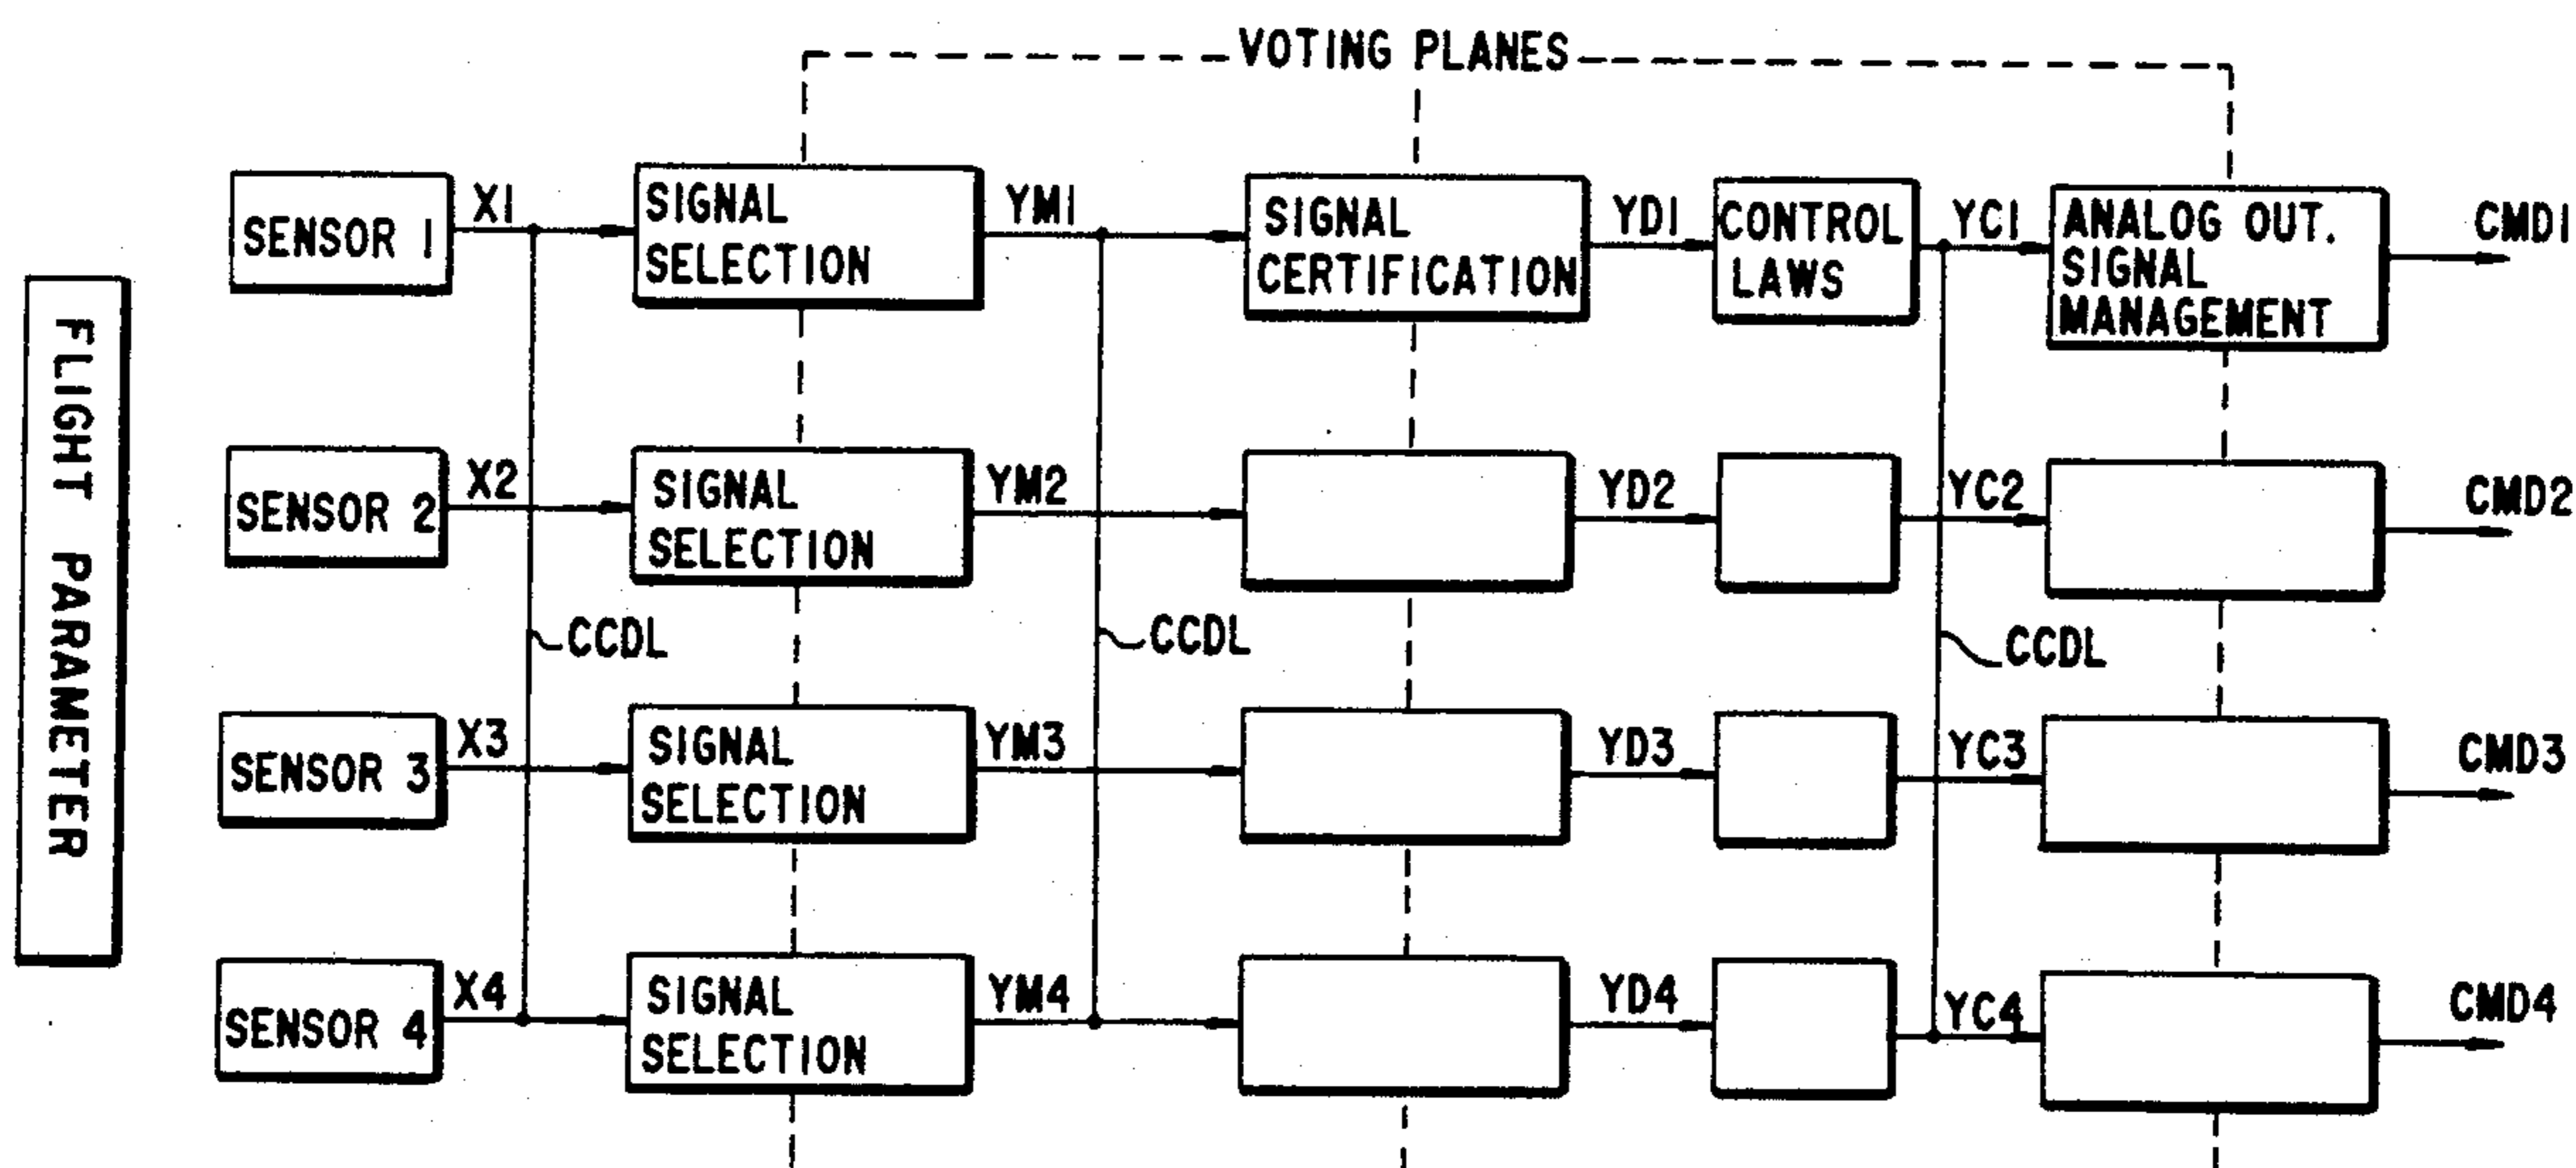 VOTING PLANES
FLIGHT PARAMETER
SENSOR 1
X1
SIGNAL
SELECTION
YM1
SIGNAL
CERTIFICATION
YD1
CONTROL
LAWS
YC1
ANALOG OUT.
SIGNAL
MANAGEMENT
CMD1
SENSOR 2
X2
SIGNAL
SELECTION
YM2
YD2
YC2
CMD2
CCDL
CCDL
CCDL
SENSOR 3
X3
SIGNAL
SELECTION
YM3
YD3
YC3
CMD3
SENSOR 4
X4
SIGNAL
SELECTION
YM4
YD4
YC4
CMD4